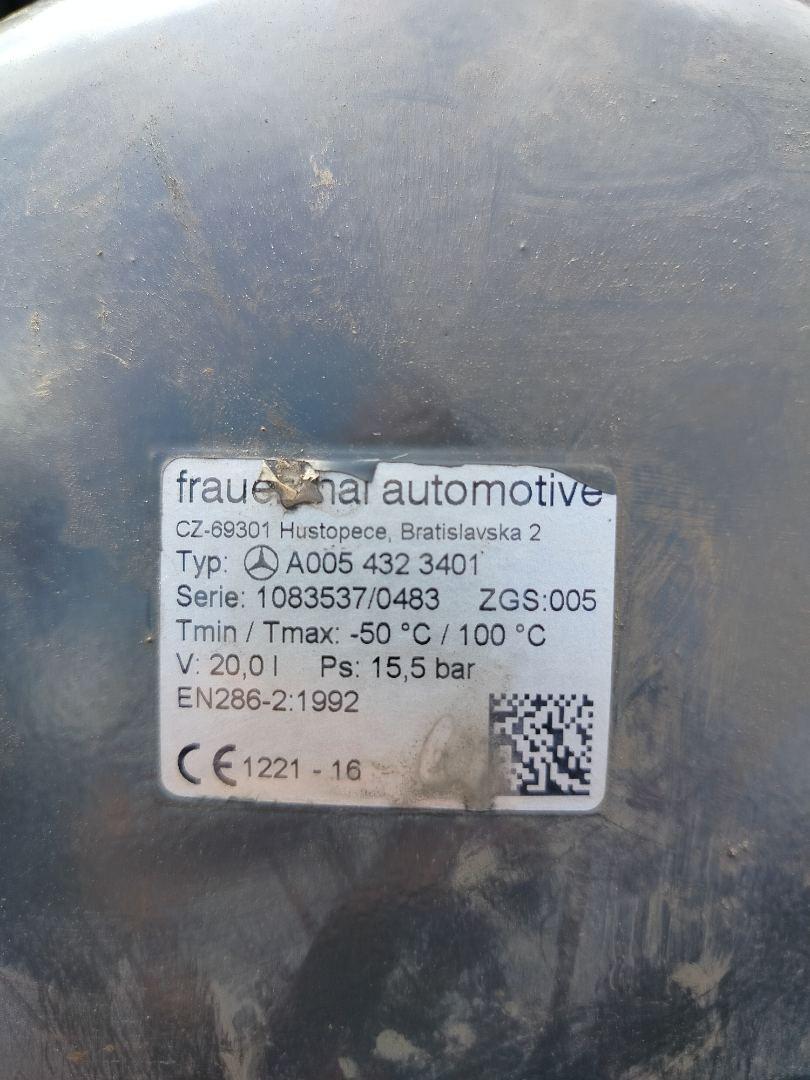 automotive
CZ-69301 Hustopece, Bratislavska 2
Typ: A005 432 3401
Serie: 1083537/0483 ZGS:005
Tmin / Tmax: -50 °C / 100 °C
V: 20,0 l Ps: 15,5 bar
EN286-2:1992
CE 1221 - 16